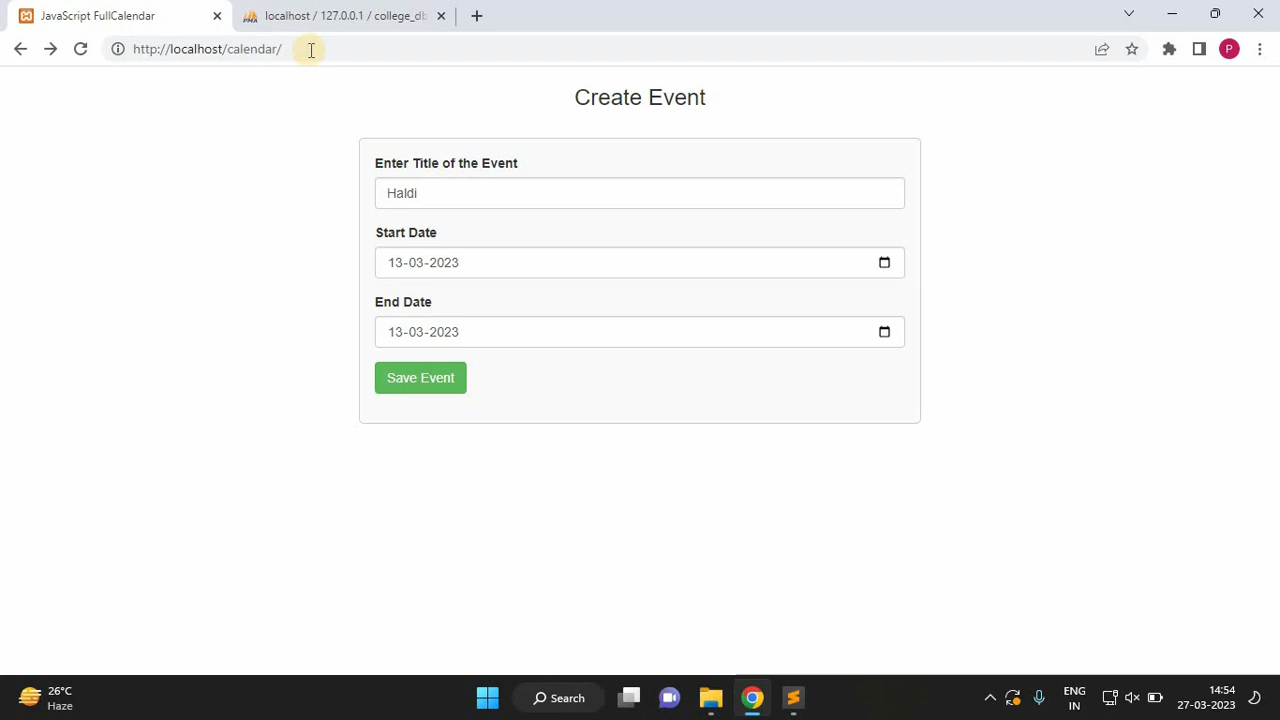 JavaScript FullCalendar
localhost / 127.0.0.1 / college_db
http://localhost/calendar/
P
Create Event
Enter Title of the Event
Haldi
Start Date
13-03-2023
End Date
13-03-2023
Save Event
26°C
Haze
Search
ENG
IN
14:54
27-03-2023